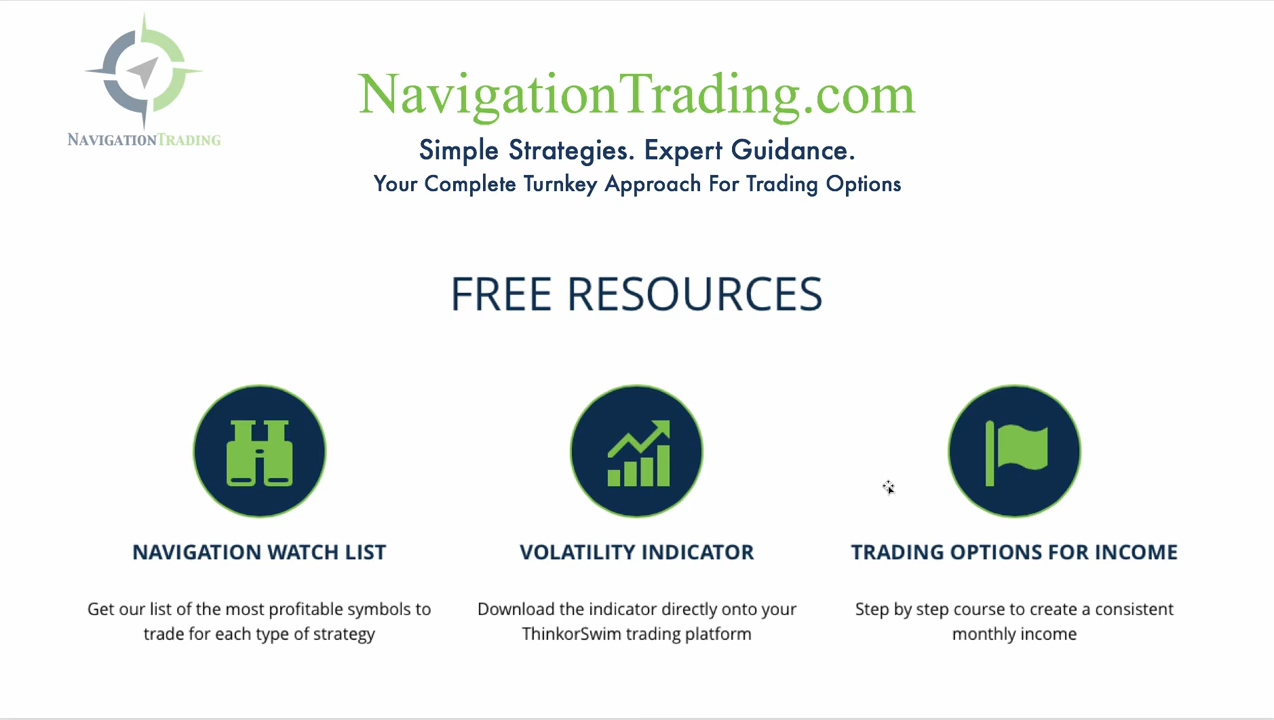 NAVIGATIONTRADING
NavigationTrading.com
Simple Strategies. Expert Guidance.
Your Complete Turnkey Approach For Trading Options
FREE RESOURCES
NAVIGATION WATCH LIST
Get our list of the most profitable symbols to
trade for each type of strategy
VOLATILITY INDICATOR
Download the indicator directly onto your
ThinkorSwim trading platform
TRADING OPTIONS FOR INCOME
Step by step course to create a consistent
monthly income